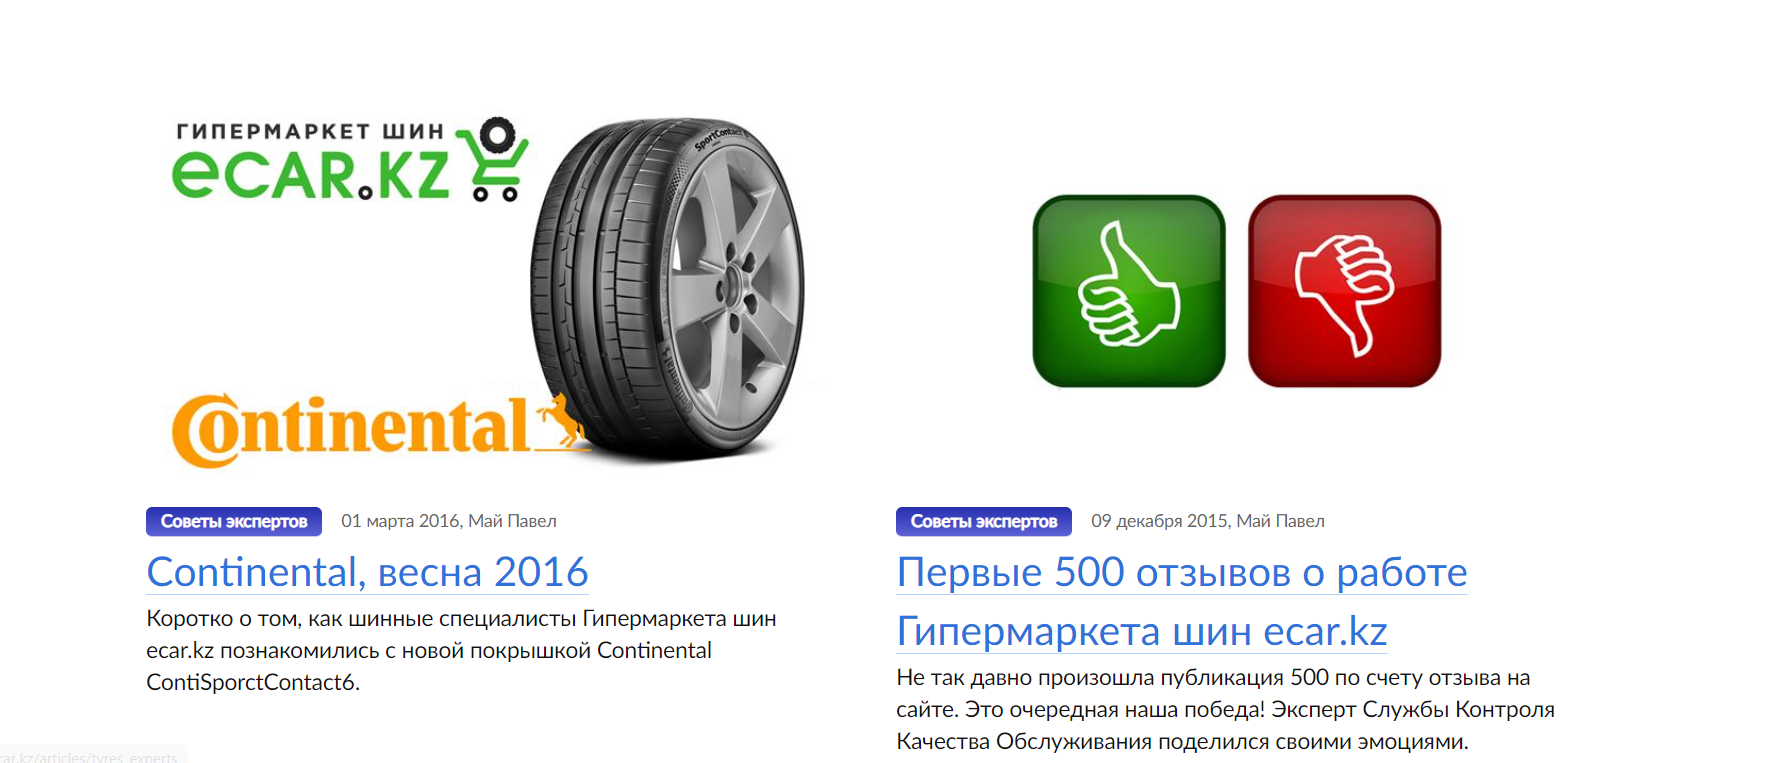 ГИПЕРМАРКЕТ ШИН
eCAR.KZ
SportContact
Continental
Continental
Советы экспертов
01 марта 2016, Май Павел
Continental, весна 2016
Коротко о том, как шинные специалисты Гипермаркета шин
ecar.kz познакомились с новой покрышкой Continental
ContiSporctContact6.
Советы экспертов
09 декабря 2015, Май Павел
Первые 500 отзывов о работе
Гипермаркета шин ecar.kz
Не так давно произошла публикация 500 по счету отзыва на
сайте. Это очередная наша победа! Эксперт Службы Контроля
Качества Обслуживания поделился своими эмоциями.
car.kz/articles/tyres_experts